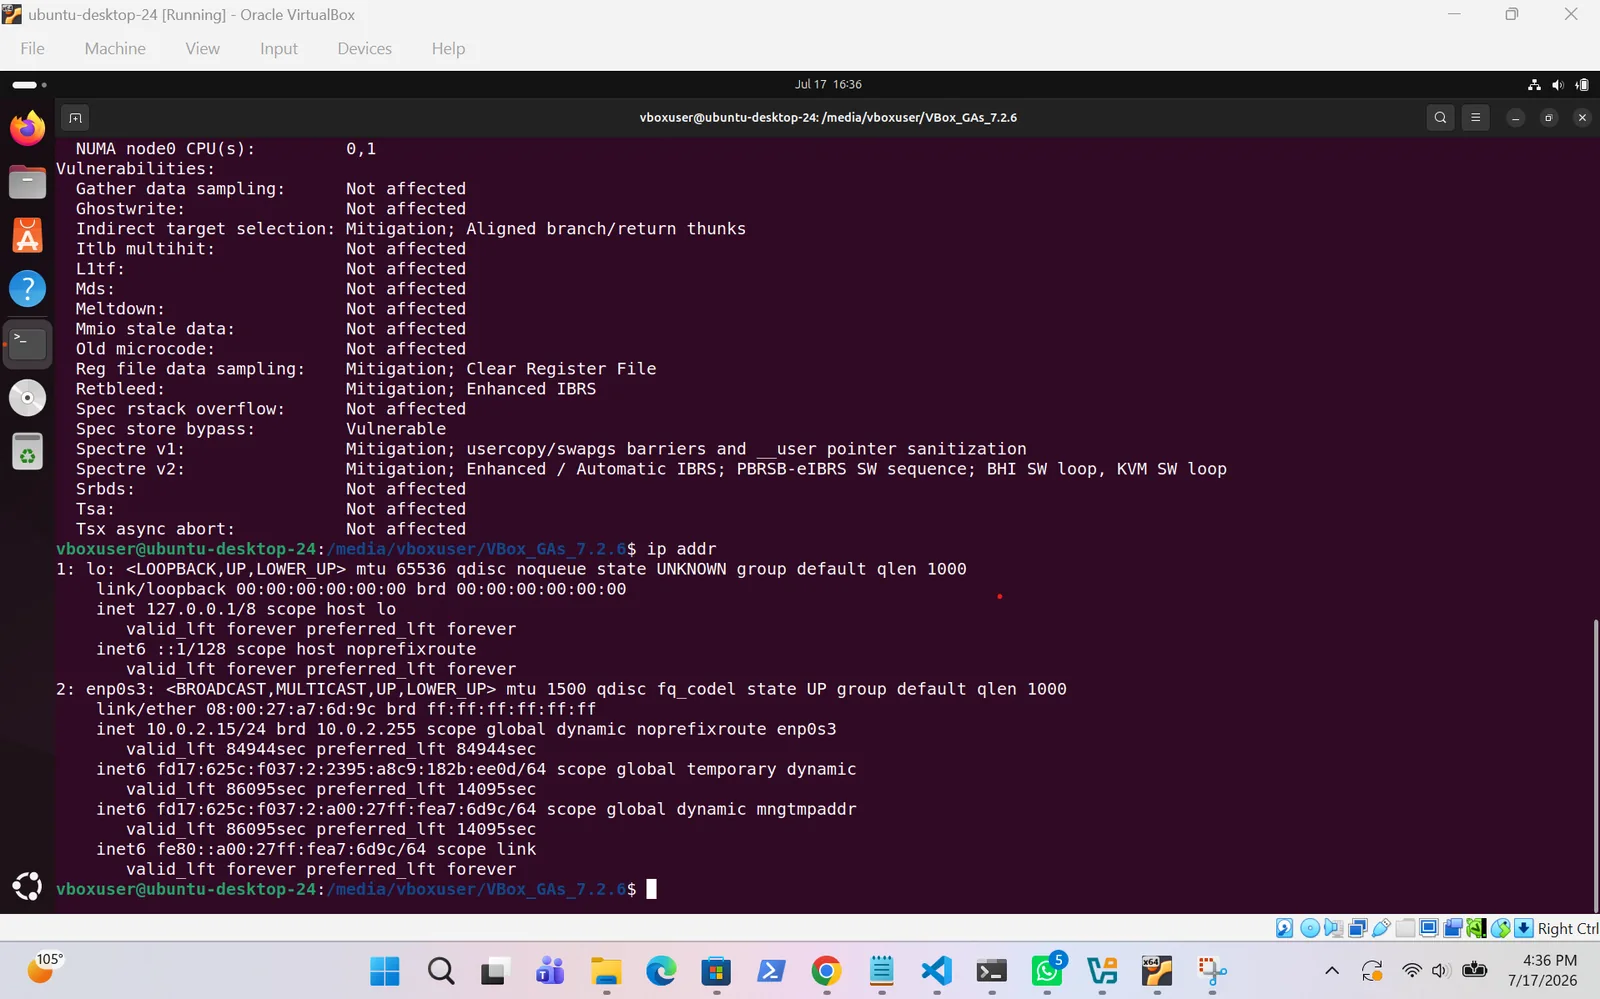 ubuntu-desktop-24 [Running] - Oracle VirtualBox
File Machine View Input Devices Help
Jul 17 16:36
vboxuser@ubuntu-desktop-24: /media/vboxuser/VBox_GAs_7.2.6
NUMA node0 CPU(s): 0,1
Vulnerabilities:
Gather data sampling: Not affected
Ghostwrite: Not affected
Indirect target selection: Mitigation; Aligned branch/return thunks
Itlb multihit: Not affected
L1tf: Not affected
Mds: Not affected
Meltdown: Not affected
Mmio stale data: Not affected
Old microcode: Not affected
Reg file data sampling: Mitigation; Clear Register File
Retbleed: Mitigation; Enhanced IBRS
Spec rstack overflow: Not affected
Spec store bypass: Vulnerable
Spectre v1: Mitigation; usercopy/swapgs barriers and __user pointer sanitization
Spectre v2: Mitigation; Enhanced / Automatic IBRS; PBRSB-eIBRS SW sequence; BHI SW loop, KVM SW loop
Srbds: Not affected
Tsa: Not affected
Tsx async abort: Not affected
vboxuser@ubuntu-desktop-24:/media/vboxuser/VBox_GAs_7.2.6$ ip addr
1: lo: <LOOPBACK,UP,LOWER_UP> mtu 65536 qdisc noqueue state UNKNOWN group default qlen 1000
link/loopback 00:00:00:00:00:00 brd 00:00:00:00:00:00
inet 127.0.0.1/8 scope host lo
valid_lft forever preferred_lft forever
inet6 ::1/128 scope host noprefixroute
valid_lft forever preferred_lft forever
2: enp0s3: <BROADCAST,MULTICAST,UP,LOWER_UP> mtu 1500 qdisc fq_codel state UP group default qlen 1000
link/ether 08:00:27:a7:6d:9c brd ff:ff:ff:ff:ff:ff
inet 10.0.2.15/24 brd 10.0.2.255 scope global dynamic noprefixroute enp0s3
valid_lft 84944sec preferred_lft 84944sec
inet6 fd17:625c:f037:2:2395:a8c9:182b:ee0d/64 scope global temporary dynamic
valid_lft 86095sec preferred_lft 14095sec
inet6 fd17:625c:f037:2:a00:27ff:fea7:6d9c/64 scope global dynamic mngtmpaddr
valid_lft 86095sec preferred_lft 14095sec
inet6 fe80::a00:27ff:fea7:6d9c/64 scope link
valid_lft forever preferred_lft forever
vboxuser@ubuntu-desktop-24:/media/vboxuser/VBox_GAs_7.2.6$
Right Ctrl
105°
5
x64
4:36 PM
7/17/2026